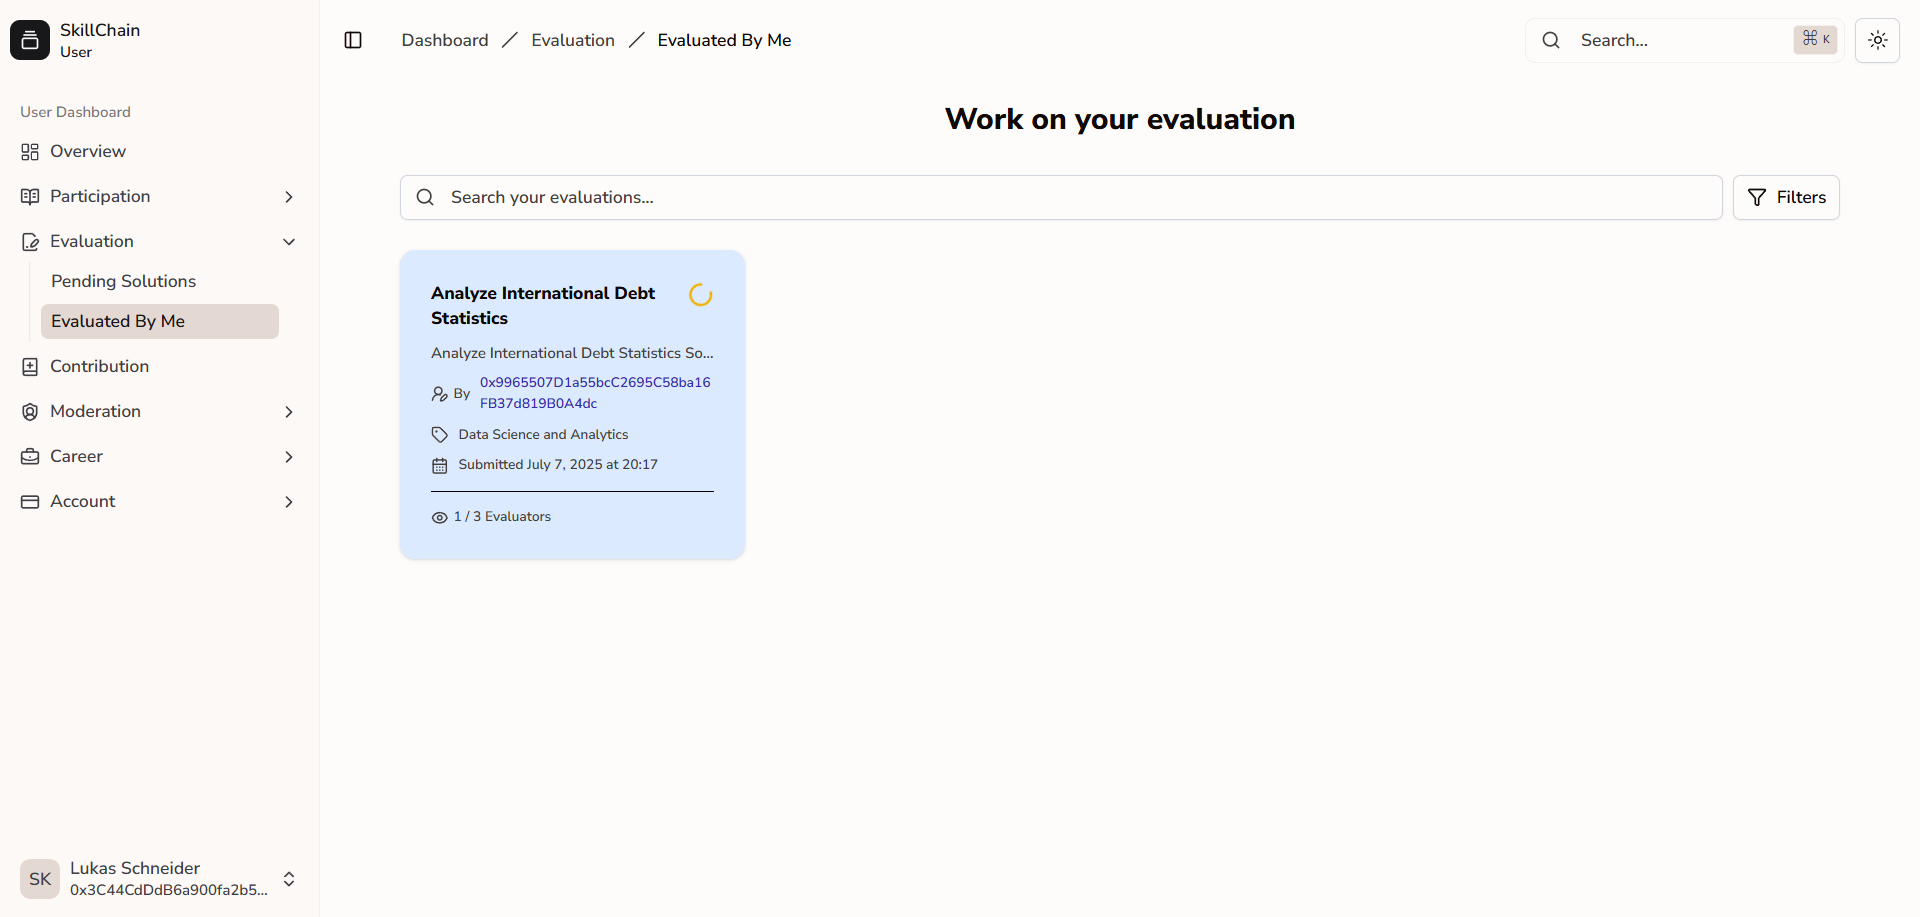 SkillChain
User
User Dashboard
Overview
Participation
Evaluation
Pending Solutions
Evaluated By Me
Contribution
Moderation
Career
Account
SK
Lukas Schneider
0x3C44CdDdB6a900fa2b5...
Dashboard / Evaluation / Evaluated By Me
Search...
⌘ K
Work on your evaluation
Search your evaluations...
Filters
Analyze International Debt
Statistics
Analyze International Debt Statistics So...
By
0x9965507D1a55bcC2695C58ba16
FB37d819B0A4dc
Data Science and Analytics
Submitted July 7, 2025 at 20:17
1 / 3 Evaluators